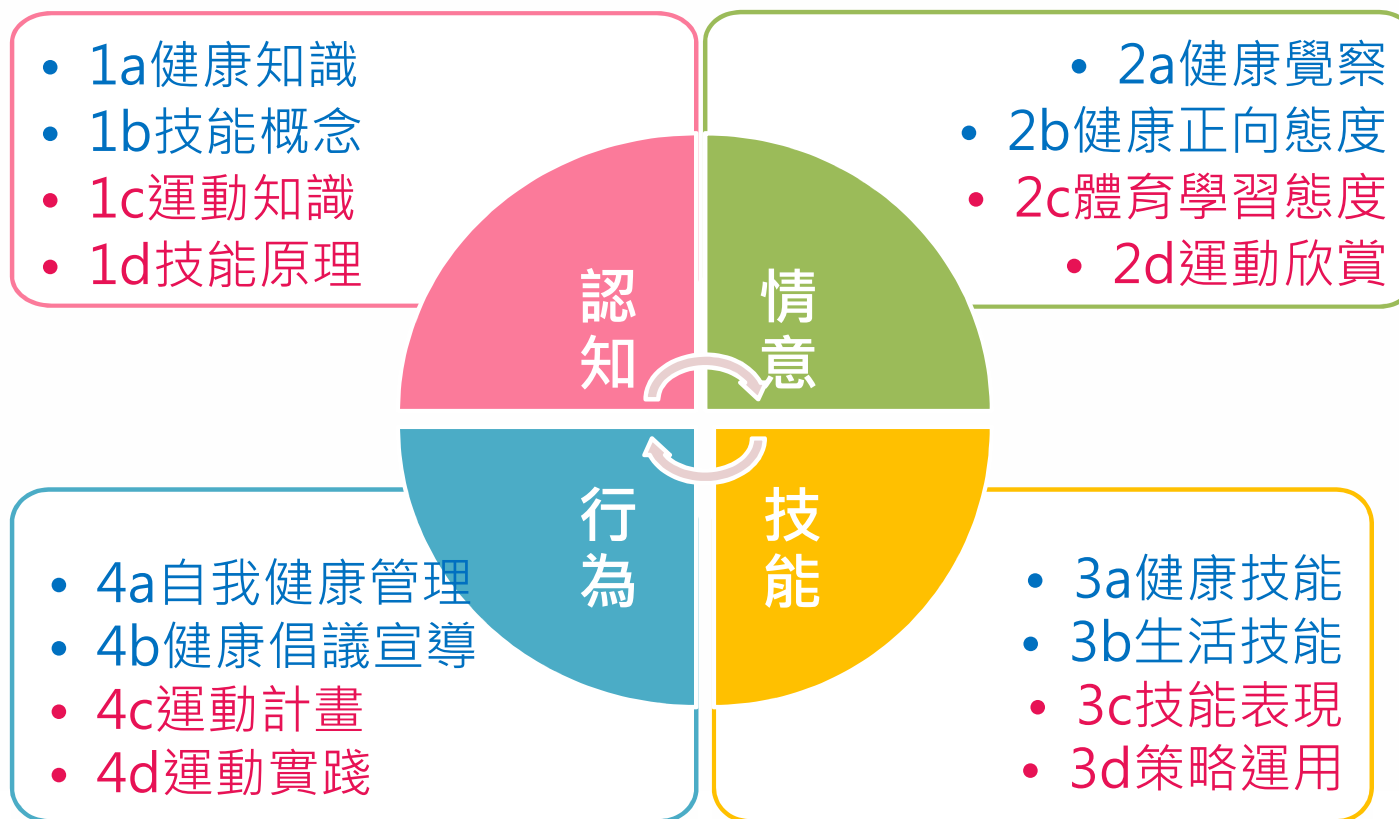 • 1a健康知識
• 1b技能概念
• 1c運動知識
• 1d技能原理
• 2a健康覺察
• 2b健康正向態度
• 2c體育學習態度
• 2d運動欣賞
認知
情意
行為
技能
• 4a自我健康管理
• 4b健康倡議宣導
• 4c運動計畫
• 4d運動實踐
• 3a健康技能
• 3b生活技能
• 3c技能表現
• 3d策略運用